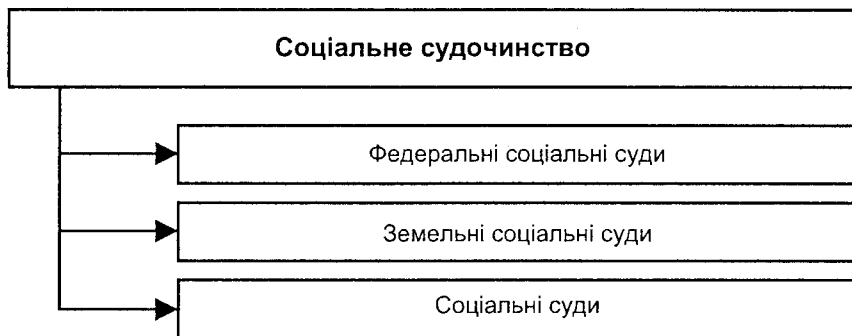 Соціальне судочинство
Федеральні соціальні суди
Земельні соціальні суди
Соціальні суди